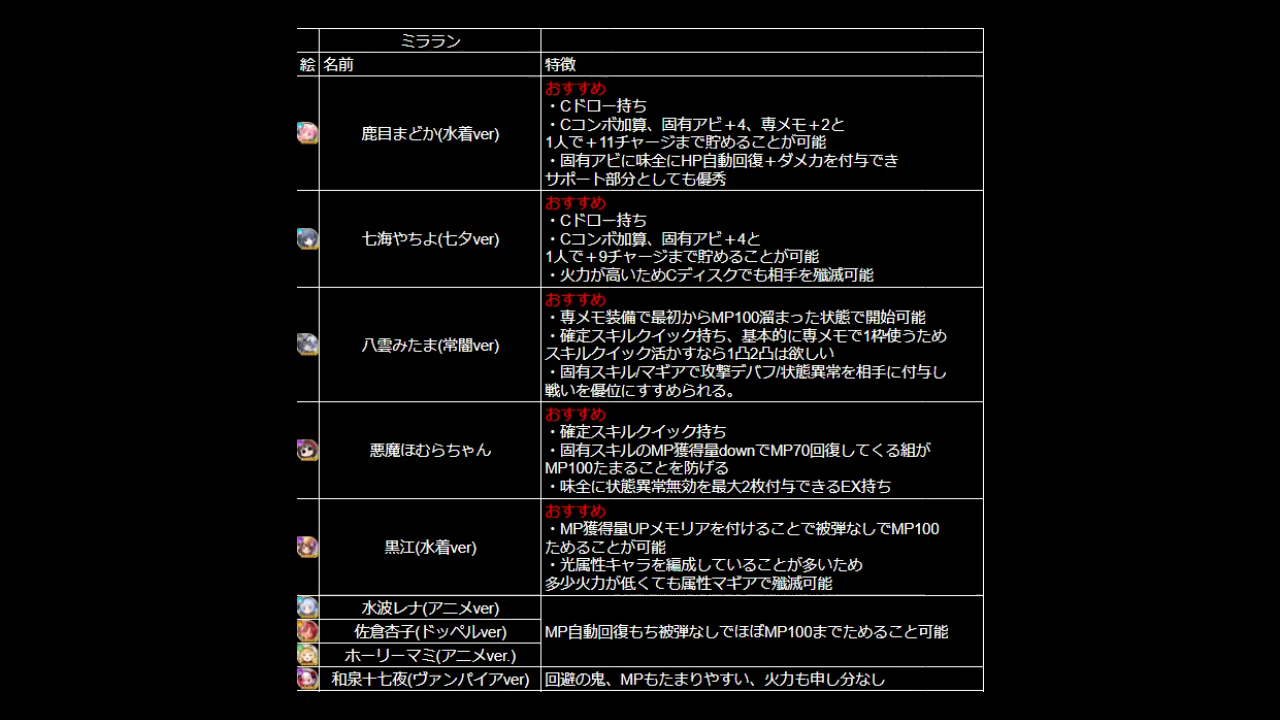 ミララン
絵 名前 特徴
鹿目まどか(水着ver)
おすすめ
・Cドロー持ち
・Cコンボ加算、固有アビ＋4、専メモ＋2と
1人で＋11チャージまで貯めることが可能
・固有アビに味全にHP自動回復＋ダメカを付与でき
サポート部分としても優秀
七海やちよ(七夕ver)
おすすめ
・Cドロー持ち
・Cコンボ加算、固有アビ＋4と
1人で＋9チャージまで貯めることが可能
・火力が高いためCディスクでも相手を殲滅可能
八雲みたま(常闇ver)
おすすめ
・専メモ装備で最初からMP100溜まった状態で開始可能
・確定スキルクイック持ち、基本的に専メモで1枠使うため
スキルクイック活かすなら1凸2凸は欲しい
・固有スキル/マギアで攻撃デバフ/状態異常を相手に付与し
戦いを優位にすすめられる。
悪魔ほむらちゃん
おすすめ
・確定スキルクイック持ち
・固有スキルのMP獲得量downでMP70回復してくる組が
MP100たまることを防げる
・味全に状態異常無効を最大2枚付与できるEX持ち
黒江(水着ver)
おすすめ
・MP獲得量UPメモリアを付けることで被弾なしでMP100
ためることが可能
・光属性キャラを編成していることが多いため
多少火力が低くても属性マギアで殲滅可能
水波レナ(アニメver)
佐倉杏子(ドッペルver)
ホーリーマミ(アニメver.)
MP自動回復もち被弾なしでほぼMP100までためること可能
和泉十七夜(ヴァンパイアver)
回避の鬼、MPもたまりやすい、火力も申し分なし